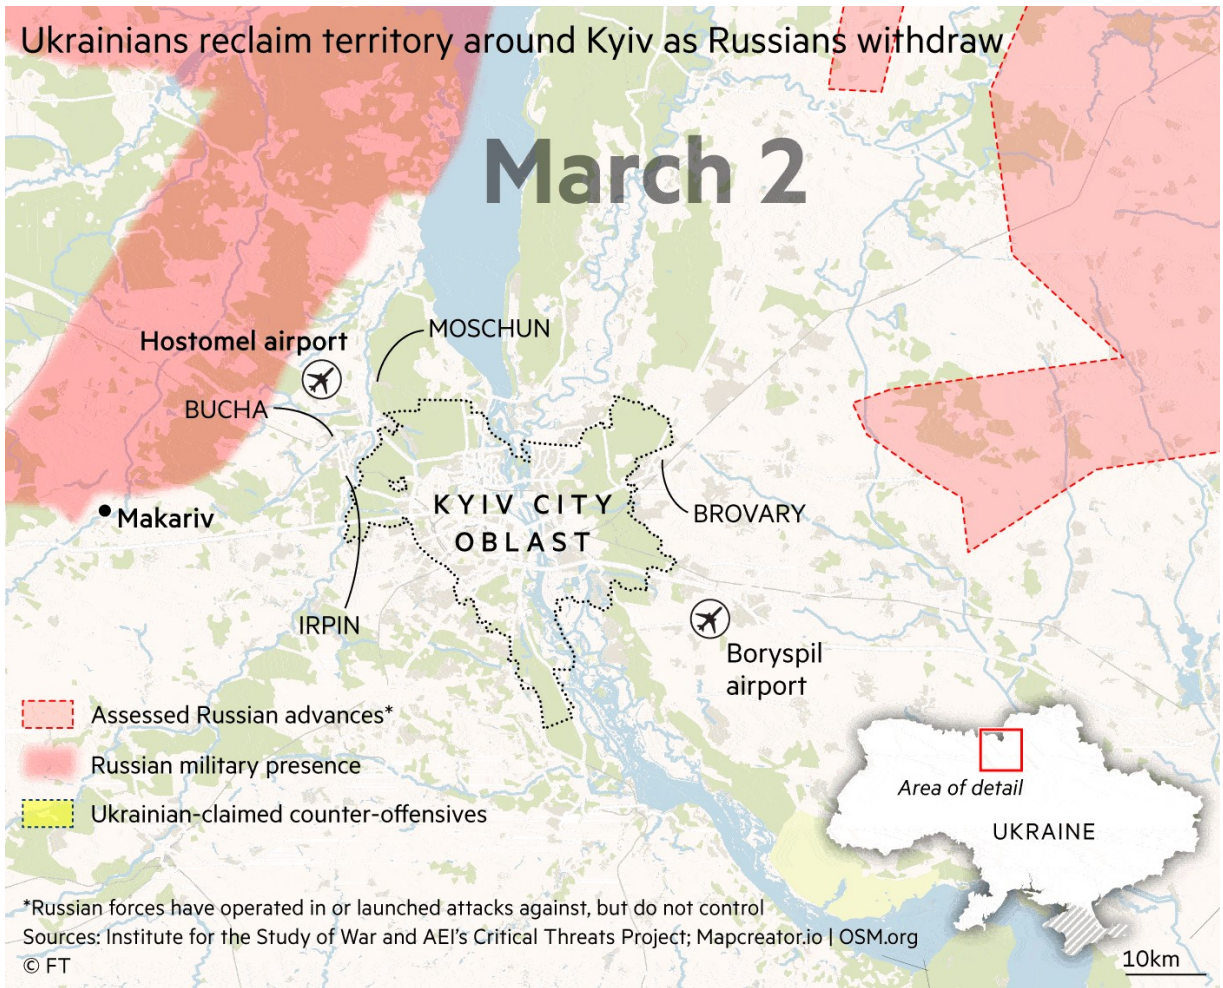 Ukrainians reclaim territory around Kyiv as Russians withdraw
March 2
MOSCHUN
Hostomel airport
BUCHA
KYIV CITY
OBLAST
BROVARY
Makariv
IRPIN
Boryspil
airport
Assessed Russian advances*
Russian military presence
Ukrainian-claimed counter-offensives
Area of detail
UKRAINE
*Russian forces have operated in or launched attacks against, but do not control
Sources: Institute for the Study of War and AEI's Critical Threats Project; Mapcreator.io | OSM.org
© FT
10km